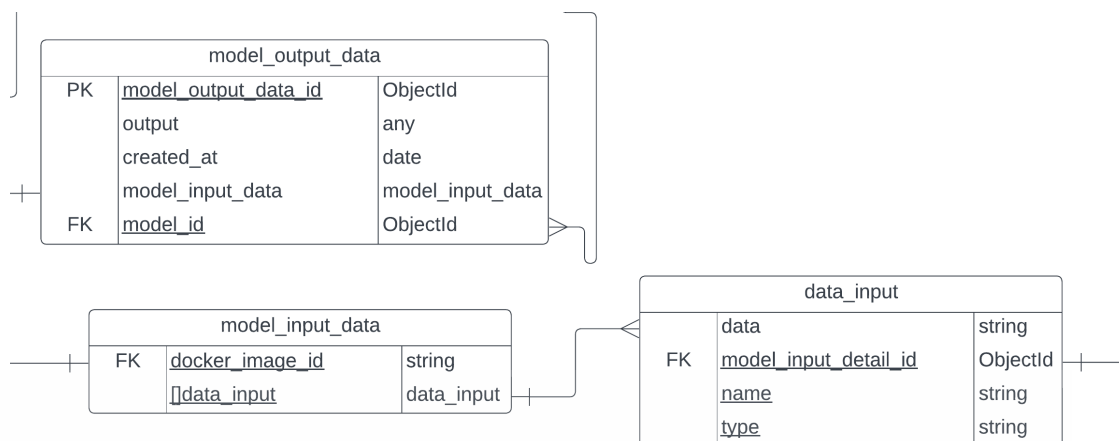 model_output_data
PK model_output_data_id ObjectId
output any
created_at date
model_input_data model_input_data
FK model_id ObjectId
model_input_data
FK docker_image_id string
[]data_input data_input
data_input
data string
FK model_input_detail_id ObjectId
name string
type string